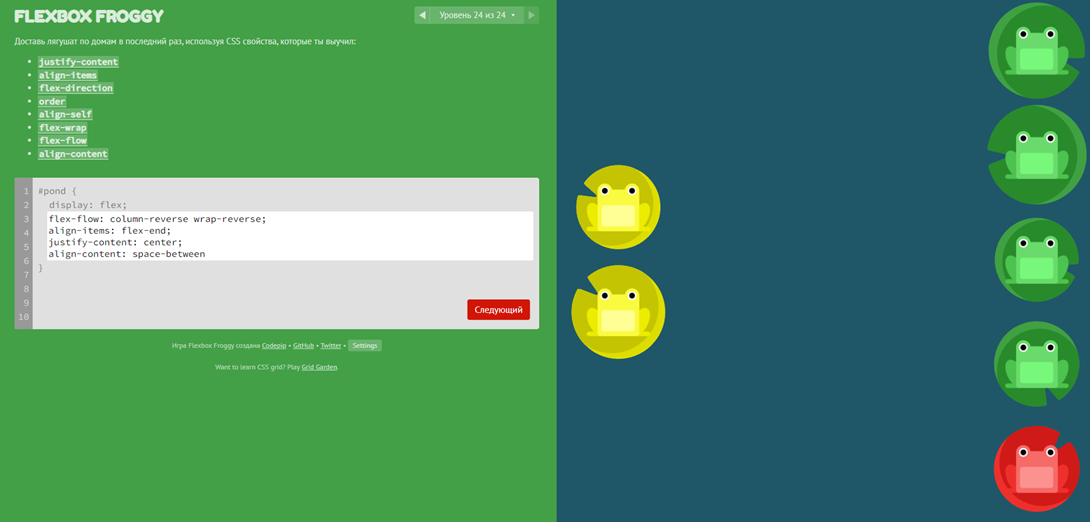 FLEXBOX FROGGY
Уровень 24 из 24
Доставь лягушат по домам в последний раз, используя CSS свойства, которые ты выучил:
justify-content
align-items
flex-direction
order
align-self
flex-wrap
flex-flow
align-content
1 #pond {
2 display: flex;
3 flex-flow: column-reverse wrap-reverse;
4 align-items: flex-end;
5 justify-content: center;
6 align-content: space-between
7 }
8
9
10
Следующий
Игра Flexbox Froggy создана Codepip • GitHub • Twitter • Settings
Want to learn CSS grid? Play Grid Garden.